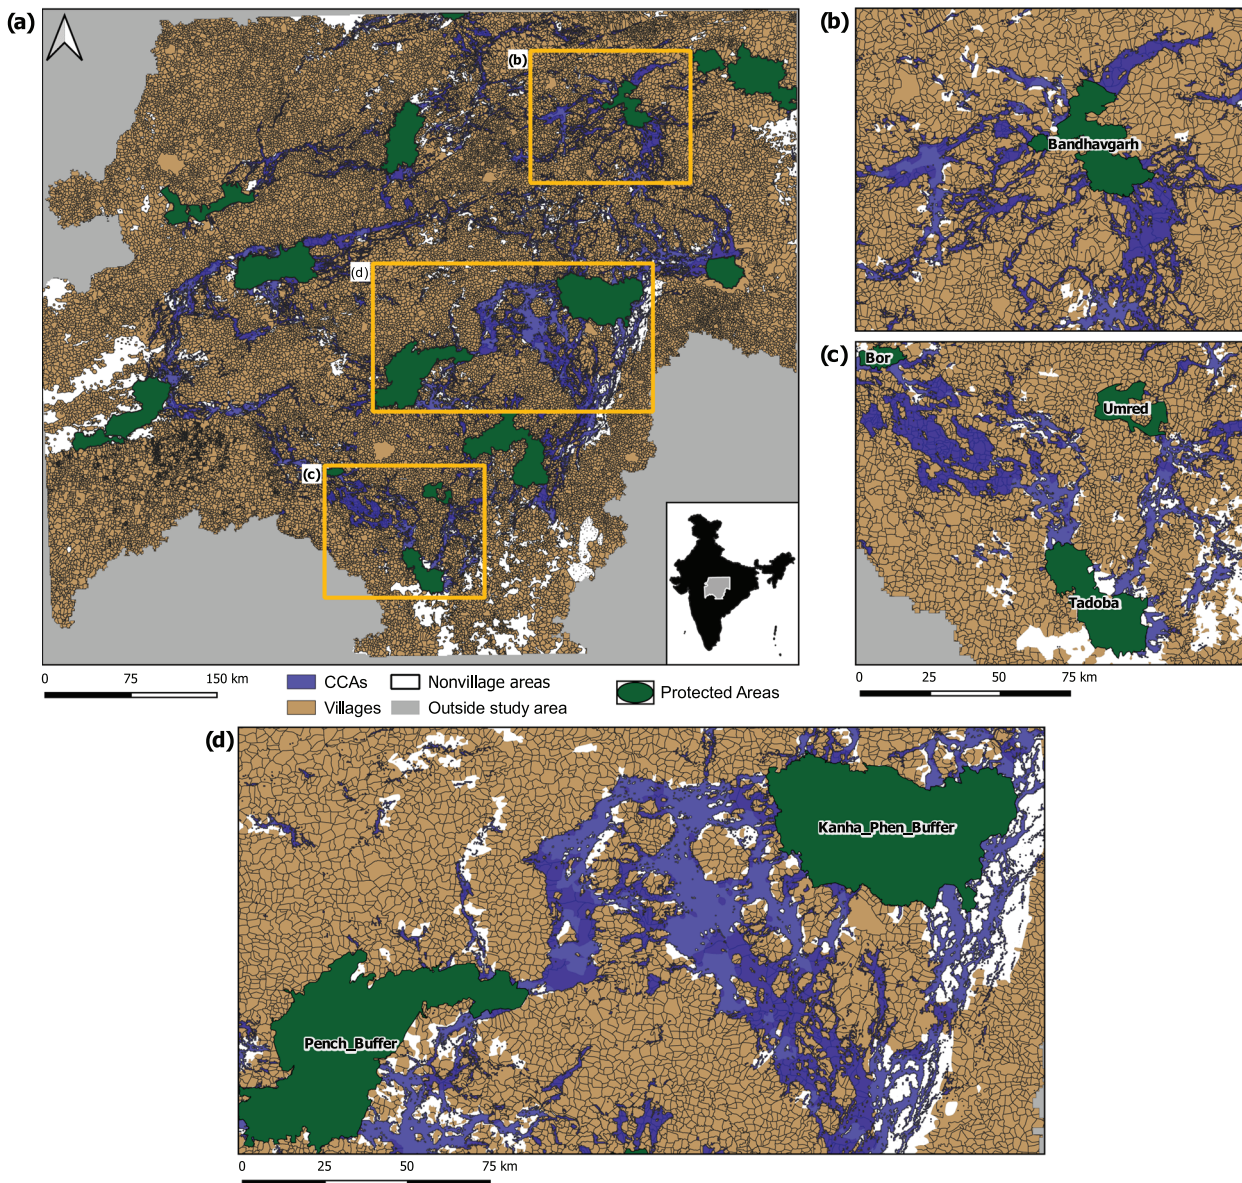 (a)
(b)
(d)
(c)
0 75 150 km
CCAs
Nonvillage areas
Protected Areas
Villages
Outside study area
(b)
Bandhavgarh
(c)
Bor
Umred
Tadoba
0 25 50 75 km
(d)
Kanha_Phen_Buffer
Pench_Buffer
0 25 50 75 km